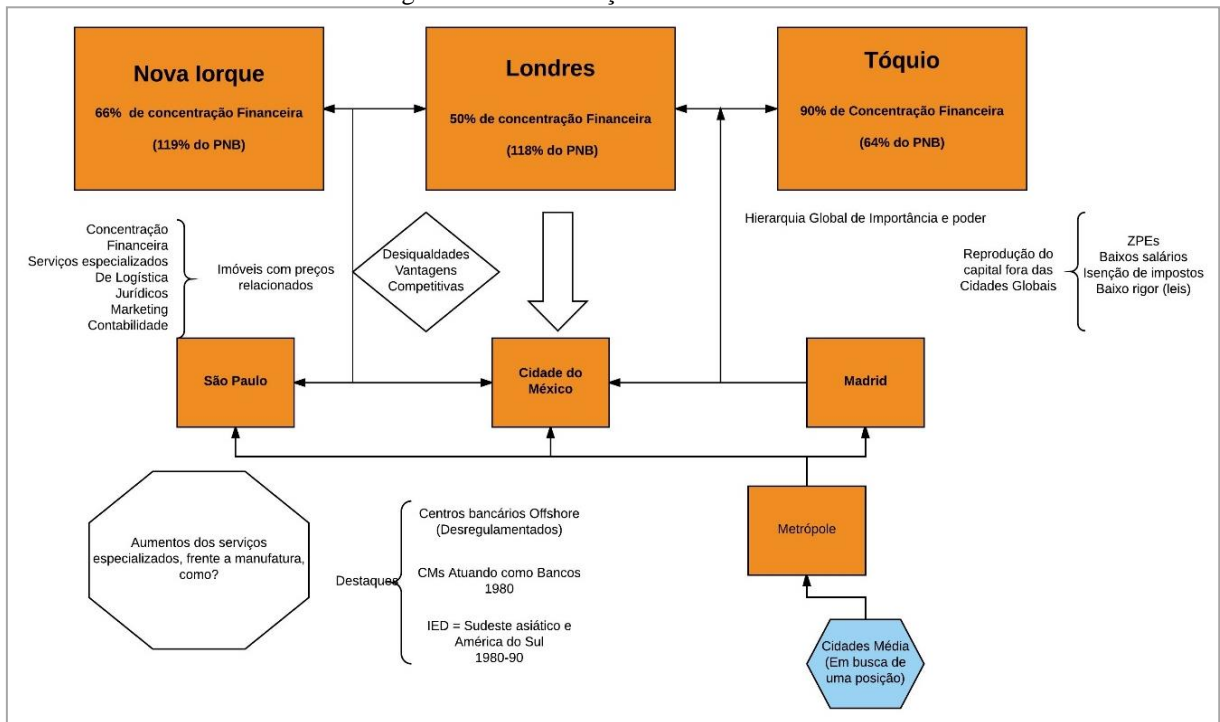 Nova Iorque
66% de concentração Financeira
(119% do PNB)
Londres
50% de concentração Financeira
(118% do PNB)
Tóquio
90% de Concentração Financeira
(64% do PNB)
Concentração
Financeira
Serviços especializados
De Logística
Jurídicos
Marketing
Contabilidade
Imóveis com preços
relacionados
Desigualdades
Vantagens
Competitivas
Hierarquia Global de Importância e poder
Reprodução do
capital fora das
Cidades Globais
ZPEs
Baixos salários
Isenção de impostos
Baixo rigor (leis)
São Paulo
Cidade do
México
Madrid
Aumentos dos serviços
especializados, frente a manufatura,
como?
Destaques
Centros bancários Offshore
(Desregulamentados)
CMs Atuando como Bancos
1980
IED = Sudeste asiático e
América do Sul
1980-90
Metrópole
Cidades Média
(Em busca de
uma posição)